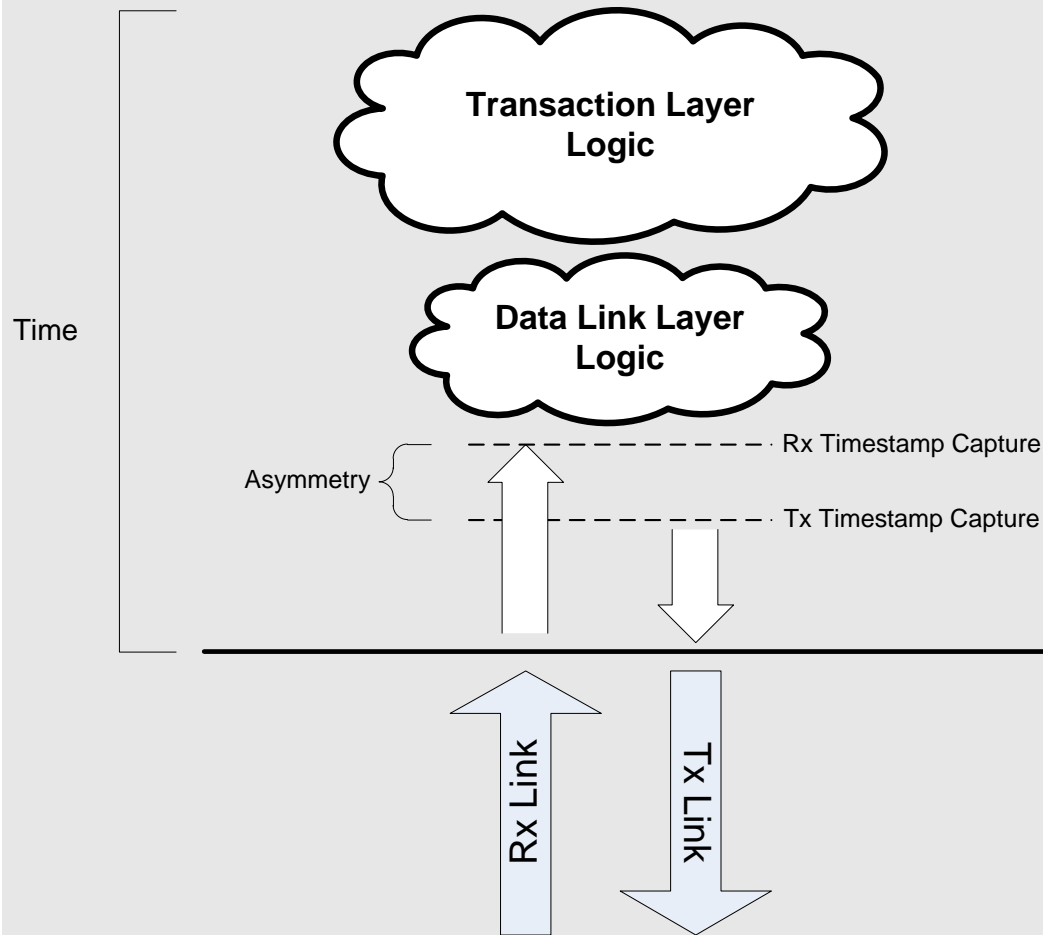 Transaction Layer
Logic
Data Link Layer
Logic
Time
Rx Timestamp Capture
Asymmetry
Tx Timestamp Capture
Rx Link
Tx Link